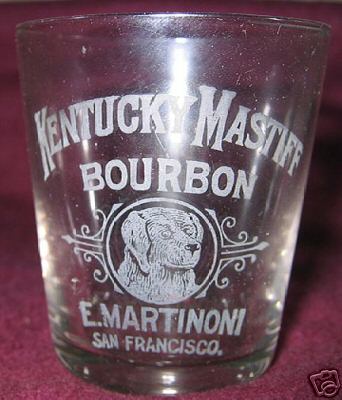 KENTUCKY MASTIFF
BOURBON
E. MARTINONI
SAN FRANCISCO.